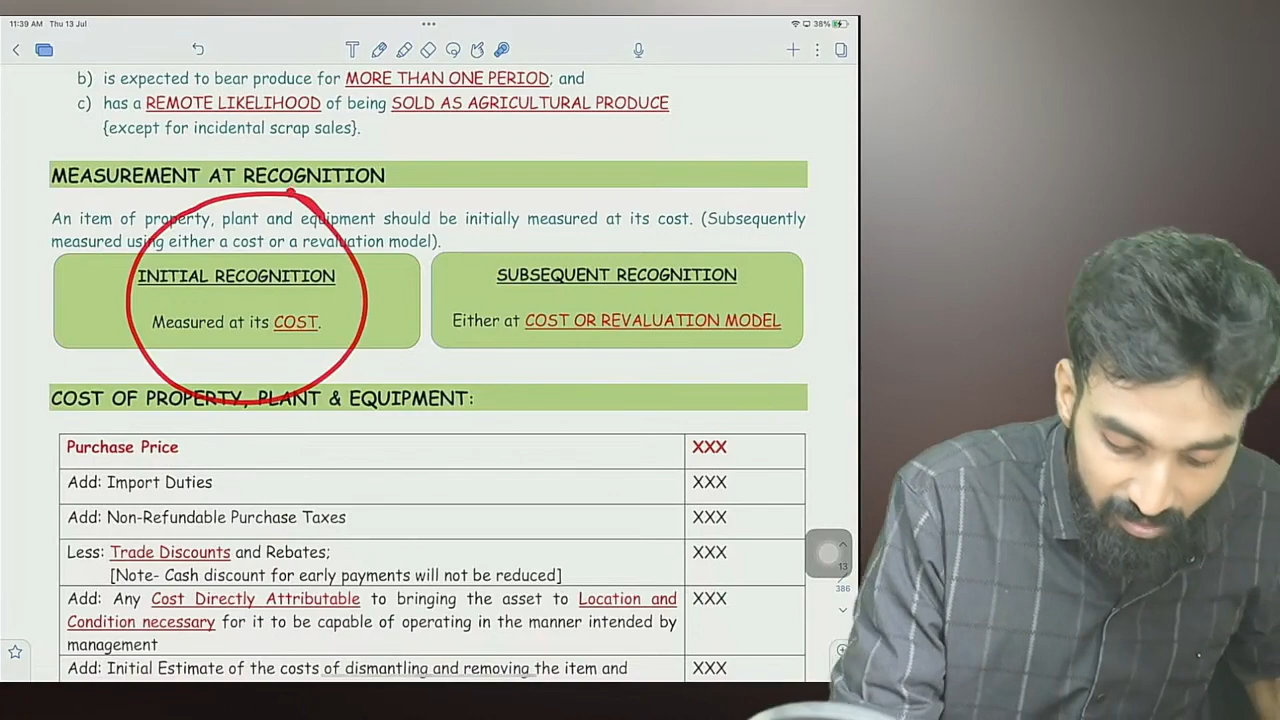 11:39 AM Thu 13 Jul
38%
b) is expected to bear produce for MORE THAN ONE PERIOD; and
c) has a REMOTE LIKELIHOOD of being SOLD AS AGRICULTURAL PRODUCE
{except for incidental scrap sales}.
MEASUREMENT AT RECOGNITION
An item of property, plant and equipment should be initially measured at its cost. (Subsequently
measured using either a cost or a revaluation model).
INITIAL RECOGNITION
Measured at its COST.
SUBSEQUENT RECOGNITION
Either at COST OR REVALUATION MODEL
COST OF PROPERTY, PLANT & EQUIPMENT:
Purchase Price XXX
Add: Import Duties XXX
Add: Non-Refundable Purchase Taxes XXX
Less: Trade Discounts and Rebates; XXX
[Note- Cash discount for early payments will not be reduced]
Add: Any Cost Directly Attributable to bringing the asset to Location and XXX
Condition necessary for it to be capable of operating in the manner intended by
management
Add: Initial Estimate of the costs of dismantling and removing the item and XXX
13
386